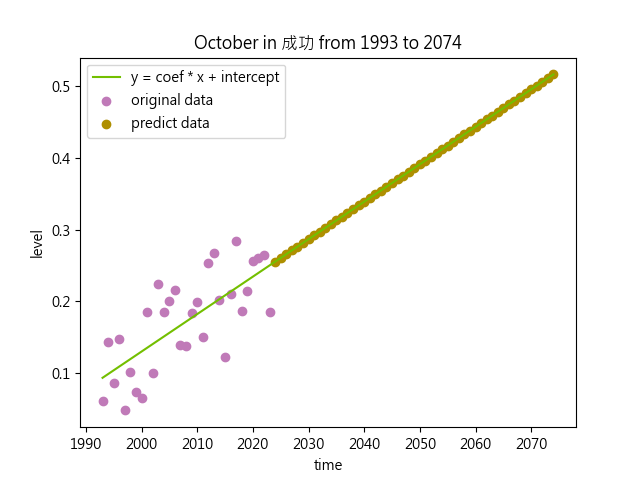 October in 成功 from 1993 to 2074
y = coef * x + intercept
original data
predict data
level
0.5
0.4
0.3
0.2
0.1
1990 2000 2010 2020 2030 2040 2050 2060 2070
time